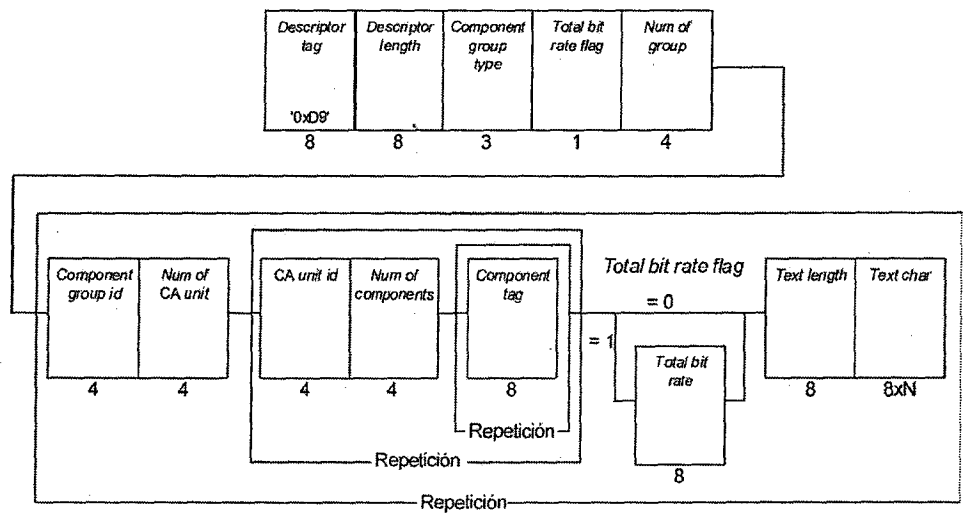 Descriptor tag
'0xD9'
8
Descriptor length
8
Component group type
3
Total bit rate flag
1
Num of group
4
Component group id
4
Num of CA unit
4
CA unit id
4
Num of components
4
Component tag
8
Repetición
Repetición
Total bit rate flag
= 0
= 1
Total bit rate
8
Text length
8
Text char
8xN
Repetición